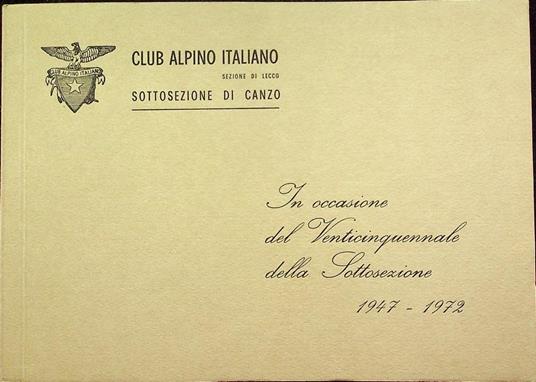 CLUB ALPINO ITALIANO
CLUB ALPINO ITALIANO
SEZIONE DI LECCO
SOTTOSEZIONE DI CANZO
In occasione
del Venticinquennale
della Sottosezione
1947 - 1972